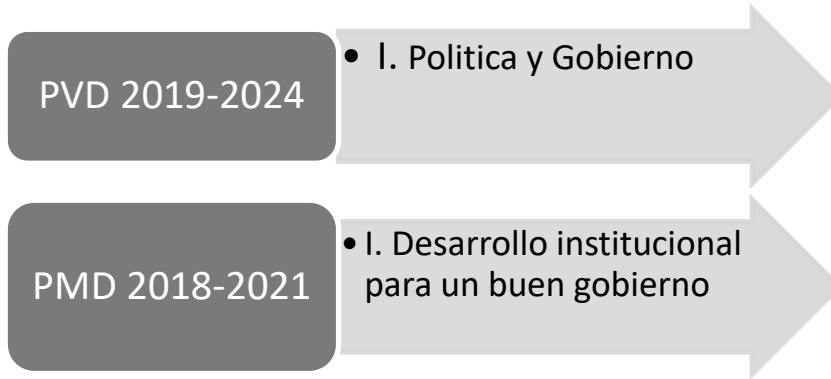 PVD 2019-2024
• I. Politica y Gobierno
PMD 2018-2021
• I. Desarrollo institucional
para un buen gobierno